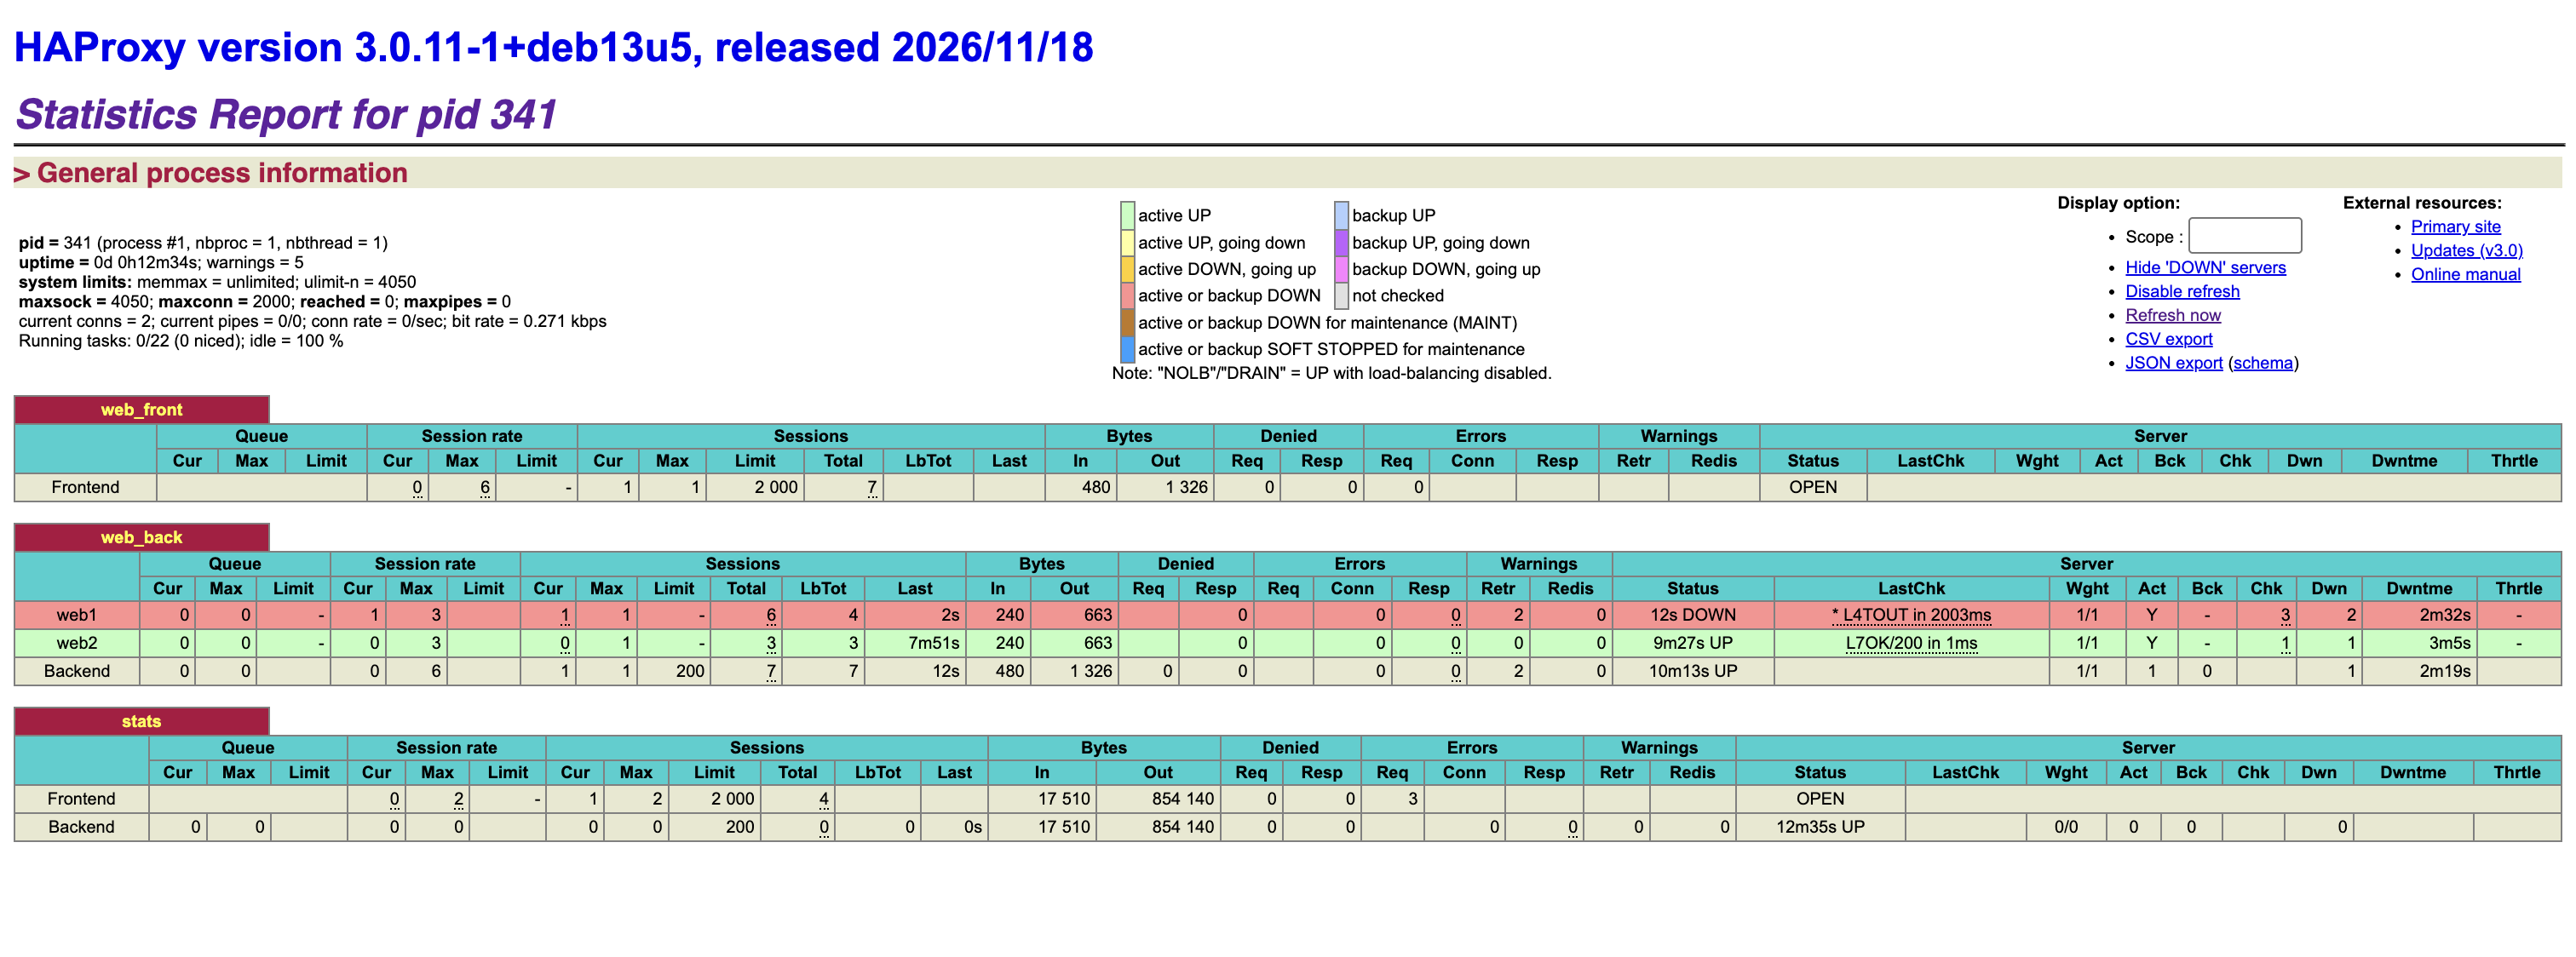 HAProxy version 3.0.11-1+deb13u5, released 2026/11/18
Statistics Report for pid 341
> General process information
pid = 341 (process #1, nbproc = 1, nbthread = 1)
uptime = 0d 0h12m34s; warnings = 5
system limits: memmax = unlimited; ulimit-n = 4050
maxsock = 4050; maxconn = 2000; reached = 0; maxpipes = 0
current conns = 2; current pipes = 0/0; conn rate = 0/sec; bit rate = 0.271 kbps
Running tasks: 0/22 (0 niced); idle = 100 %
active UP backup UP
active UP, going down backup UP, going down
active DOWN, going up backup DOWN, going up
active or backup DOWN not checked
active or backup DOWN for maintenance (MAINT)
active or backup SOFT STOPPED for maintenance
Note: "NOLB"/"DRAIN" = UP with load-balancing disabled.
Display option:
• Scope :
• Hide 'DOWN' servers
• Disable refresh
• Refresh now
• CSV export
• JSON export (schema)
External resources:
• Primary site
• Updates (v3.0)
• Online manual
web_front
Queue Session rate Sessions Bytes Denied Errors Warnings Server
Cur Max Limit Cur Max Limit Cur Max Limit Total LbTot Last In Out Req Resp Req Conn Resp Retr Redis Status LastChk Wght Act Bck Chk Dwn Dwntme Thrtle
Frontend 0 6 - 1 1 2 000 7 480 1 326 0 0 0 OPEN
web_back
Queue Session rate Sessions Bytes Denied Errors Warnings Server
Cur Max Limit Cur Max Limit Cur Max Limit Total LbTot Last In Out Req Resp Req Conn Resp Retr Redis Status LastChk Wght Act Bck Chk Dwn Dwntme Thrtle
web1 0 0 - 1 3 1 1 - 6 4 2s 240 663 0 0 0 2 0 12s DOWN * L4TOUT in 2003ms 1/1 Y - 3 2 2m32s -
web2 0 0 - 0 3 0 1 - 3 3 7m51s 240 663 0 0 0 0 0 9m27s UP L7OK/200 in 1ms 1/1 Y - 1 1 3m5s -
Backend 0 0 0 6 1 1 200 7 7 12s 480 1 326 0 0 0 0 2 0 10m13s UP 1/1 1 0 1 2m19s
stats
Queue Session rate Sessions Bytes Denied Errors Warnings Server
Cur Max Limit Cur Max Limit Cur Max Limit Total LbTot Last In Out Req Resp Req Conn Resp Retr Redis Status LastChk Wght Act Bck Chk Dwn Dwntme Thrtle
Frontend 0 2 - 1 2 2 000 4 17 510 854 140 0 0 3 OPEN
Backend 0 0 0 0 0 0 200 0 0 0s 17 510 854 140 0 0 0 0 0 0 12m35s UP 0/0 0 0 0